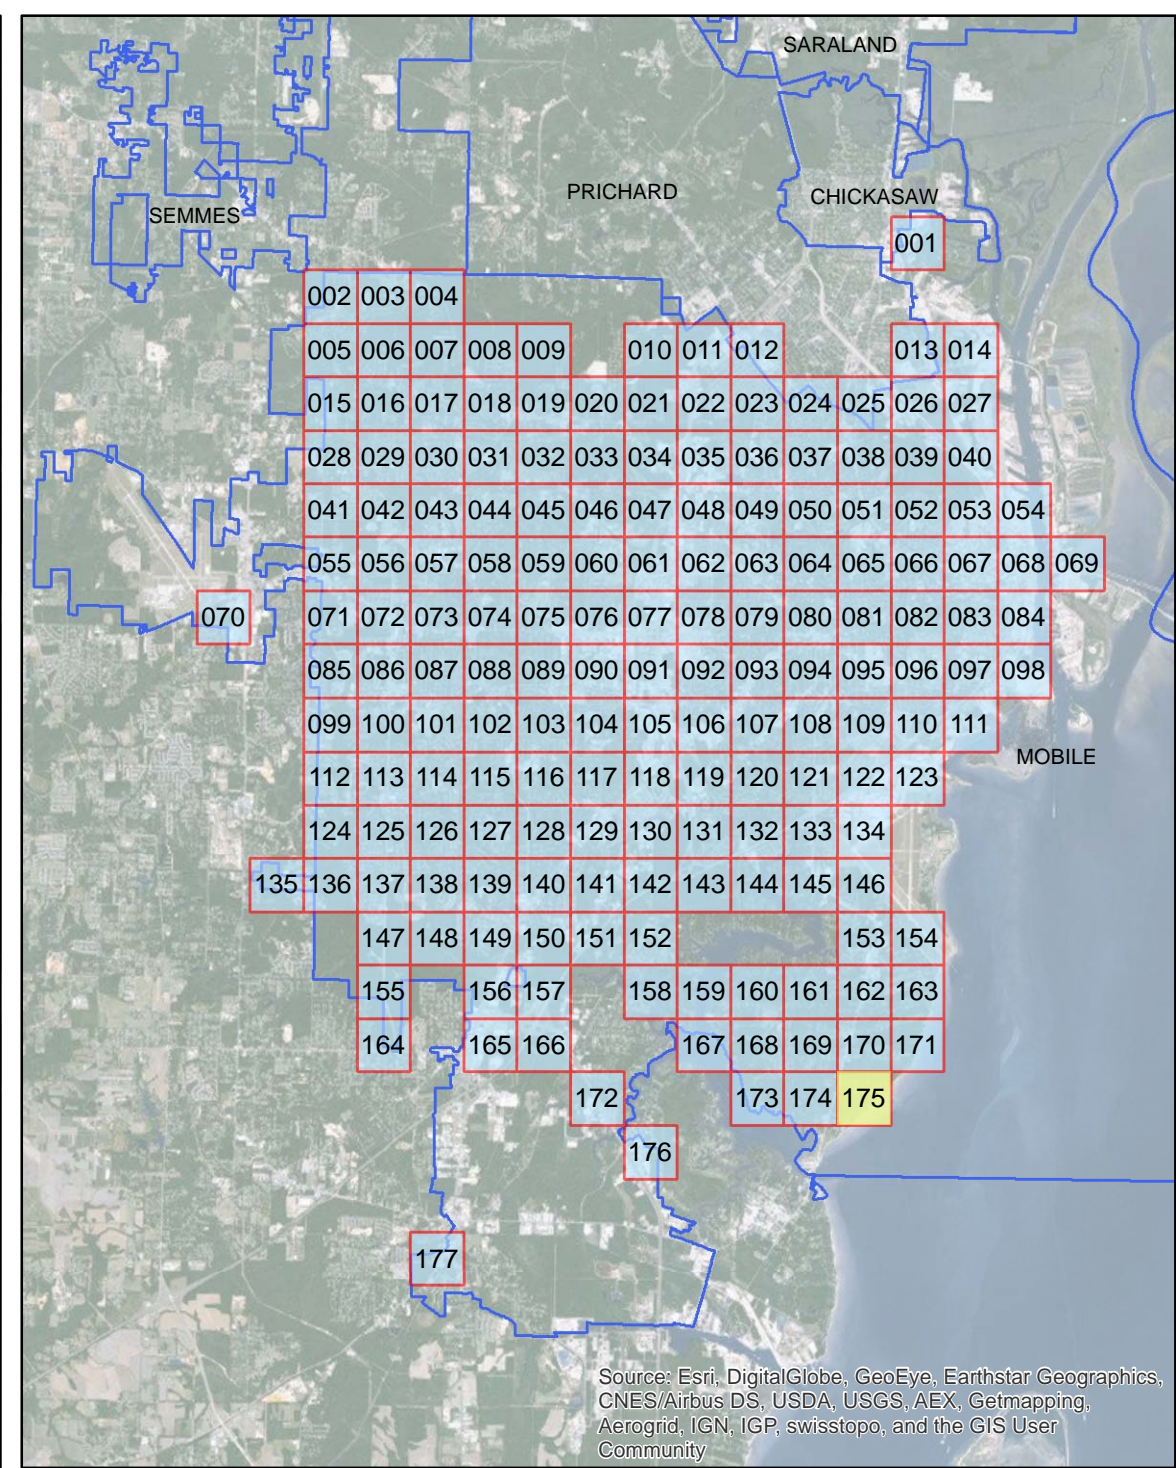 SARALAND
PRICHARD
CHICKASAW
SEMMES
001
002 003 004
005 006 007 008 009 010 011 012 013 014
015 016 017 018 019 020 021 022 023 024 025 026 027
028 029 030 031 032 033 034 035 036 037 038 039 040
041 042 043 044 045 046 047 048 049 050 051 052 053 054
055 056 057 058 059 060 061 062 063 064 065 066 067 068 069
070 071 072 073 074 075 076 077 078 079 080 081 082 083 084
085 086 087 088 089 090 091 092 093 094 095 096 097 098
099 100 101 102 103 104 105 106 107 108 109 110 111
MOBILE
112 113 114 115 116 117 118 119 120 121 122 123
124 125 126 127 128 129 130 131 132 133 134
135 136 137 138 139 140 141 142 143 144 145 146
147 148 149 150 151 152 153 154
155 156 157 158 159 160 161 162 163
164 165 166 167 168 169 170 171
172 173 174 175
176
177
Source: Esri, DigitalGlobe, GeoEye, Earthstar Geographics,
CNES/Airbus DS, USDA, USGS, AEX, Getmapping,
Aerogrid, IGN, IGP, swisstopo, and the GIS User
Community